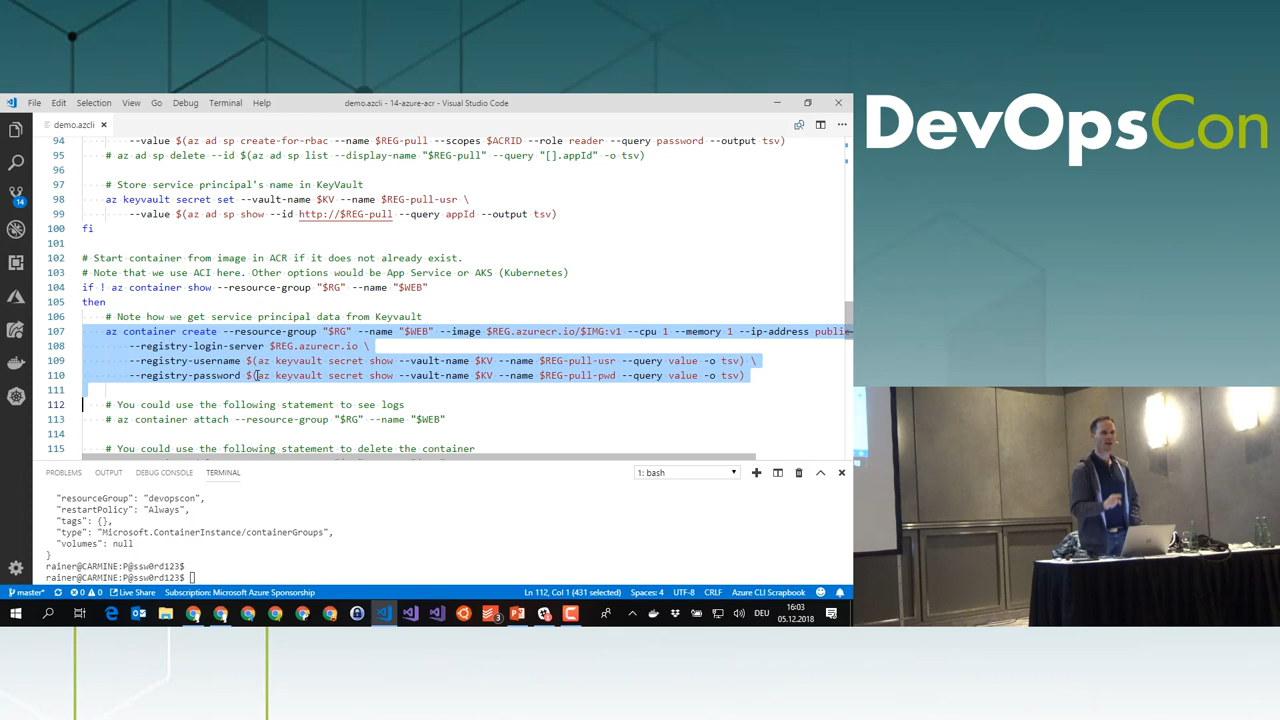 DevOpsCon
File Edit Selection View Go Debug Terminal Help
demo.azcli - 14-azure-acr - Visual Studio Code
demo.azcli
94 --value $(az ad sp create-for-rbac --name $REG-pull --scopes $ACRID --role reader --query password --output tsv)
95 # az ad sp delete --id $(az ad sp list --display-name "$REG-pull" --query "[].appId" -o tsv)
96
97 # Store service principal's name in KeyVault
98 az keyvault secret set --vault-name $KV --name $REG-pull-usr \
99 --value $(az ad sp show --id http://$REG-pull --query appId --output tsv)
100 fi
101
102 # Start container from image in ACR if it does not already exist.
103 # Note that we use ACI here. Other options would be App Service or AKS (Kubernetes)
104 if ! az container show --resource-group "$RG" --name "$WEB"
105 then
106 # Note how we get service principal data from Keyvault
107 az container create --resource-group "$RG" --name "$WEB" --image $REG.azurecr.io/$IMG:v1 --cpu 1 --memory 1 --ip-address public
108 --registry-login-server $REG.azurecr.io \
109 --registry-username $(az keyvault secret show --vault-name $KV --name $REG-pull-usr --query value -o tsv) \
110 --registry-password $(az keyvault secret show --vault-name $KV --name $REG-pull-pwd --query value -o tsv)
111
112 # You could use the following statement to see logs
113 # az container attach --resource-group "$RG" --name "$WEB"
114
115 # You could use the following statement to delete the container
14
PROBLEMS OUTPUT DEBUG CONSOLE TERMINAL
1: bash
"resourceGroup": "devopscon",
"restartPolicy": "Always",
"tags": {},
"type": "Microsoft.ContainerInstance/containerGroups",
"volumes": null
}
rainer@CARMINE:P@ssw0rd123$
rainer@CARMINE:P@ssw0rd123$
master* 0 0 Live Share Subscription: Microsoft Azure Sponsorship Ln 112, Col 1 (431 selected) Spaces: 4 UTF-8 CRLF Azure CLI Scrapbook
3
DEU
16:03
05.12.2018